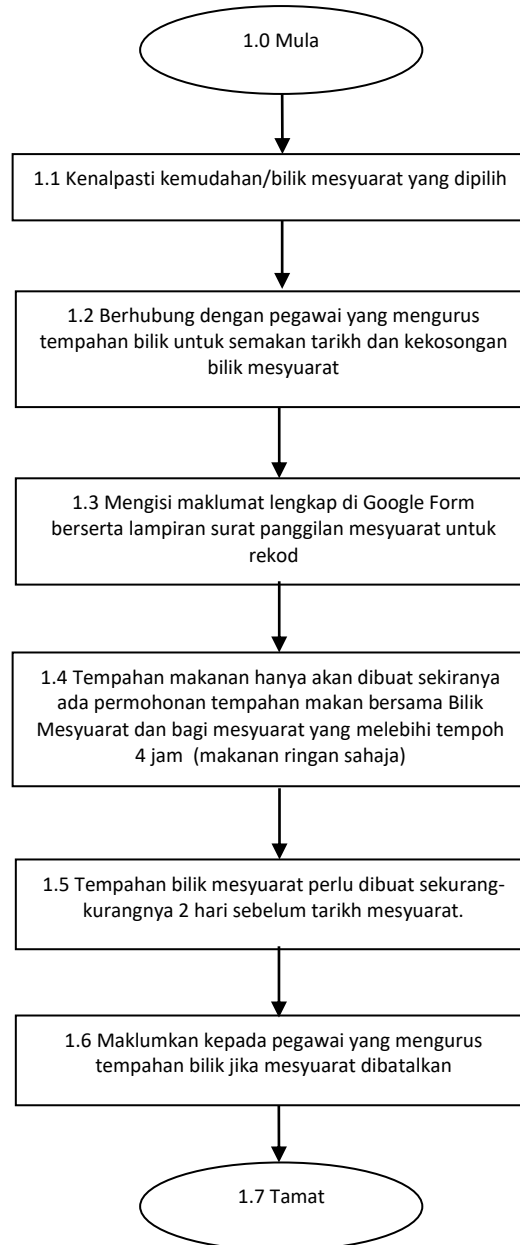 1.0 Mula
1.1 Kenalpasti kemudahan/bilik mesyuarat yang dipilih
1.2 Berhubung dengan pegawai yang mengurus
tempahan bilik untuk semakan tarikh dan kekosongan
bilik mesyuarat
1.3 Mengisi maklumat lengkap di Google Form
berserta lampiran surat panggilan mesyuarat untuk
rekod
1.4 Tempahan makanan hanya akan dibuat sekiranya
ada permohonan tempahan makan bersama Bilik
Mesyuarat dan bagi mesyuarat yang melebihi tempoh
4 jam (makanan ringan sahaja)
1.5 Tempahan bilik mesyuarat perlu dibuat sekurang-
kurangnya 2 hari sebelum tarikh mesyuarat.
1.6 Maklumkan kepada pegawai yang mengurus
tempahan bilik jika mesyuarat dibatalkan
1.7 Tamat